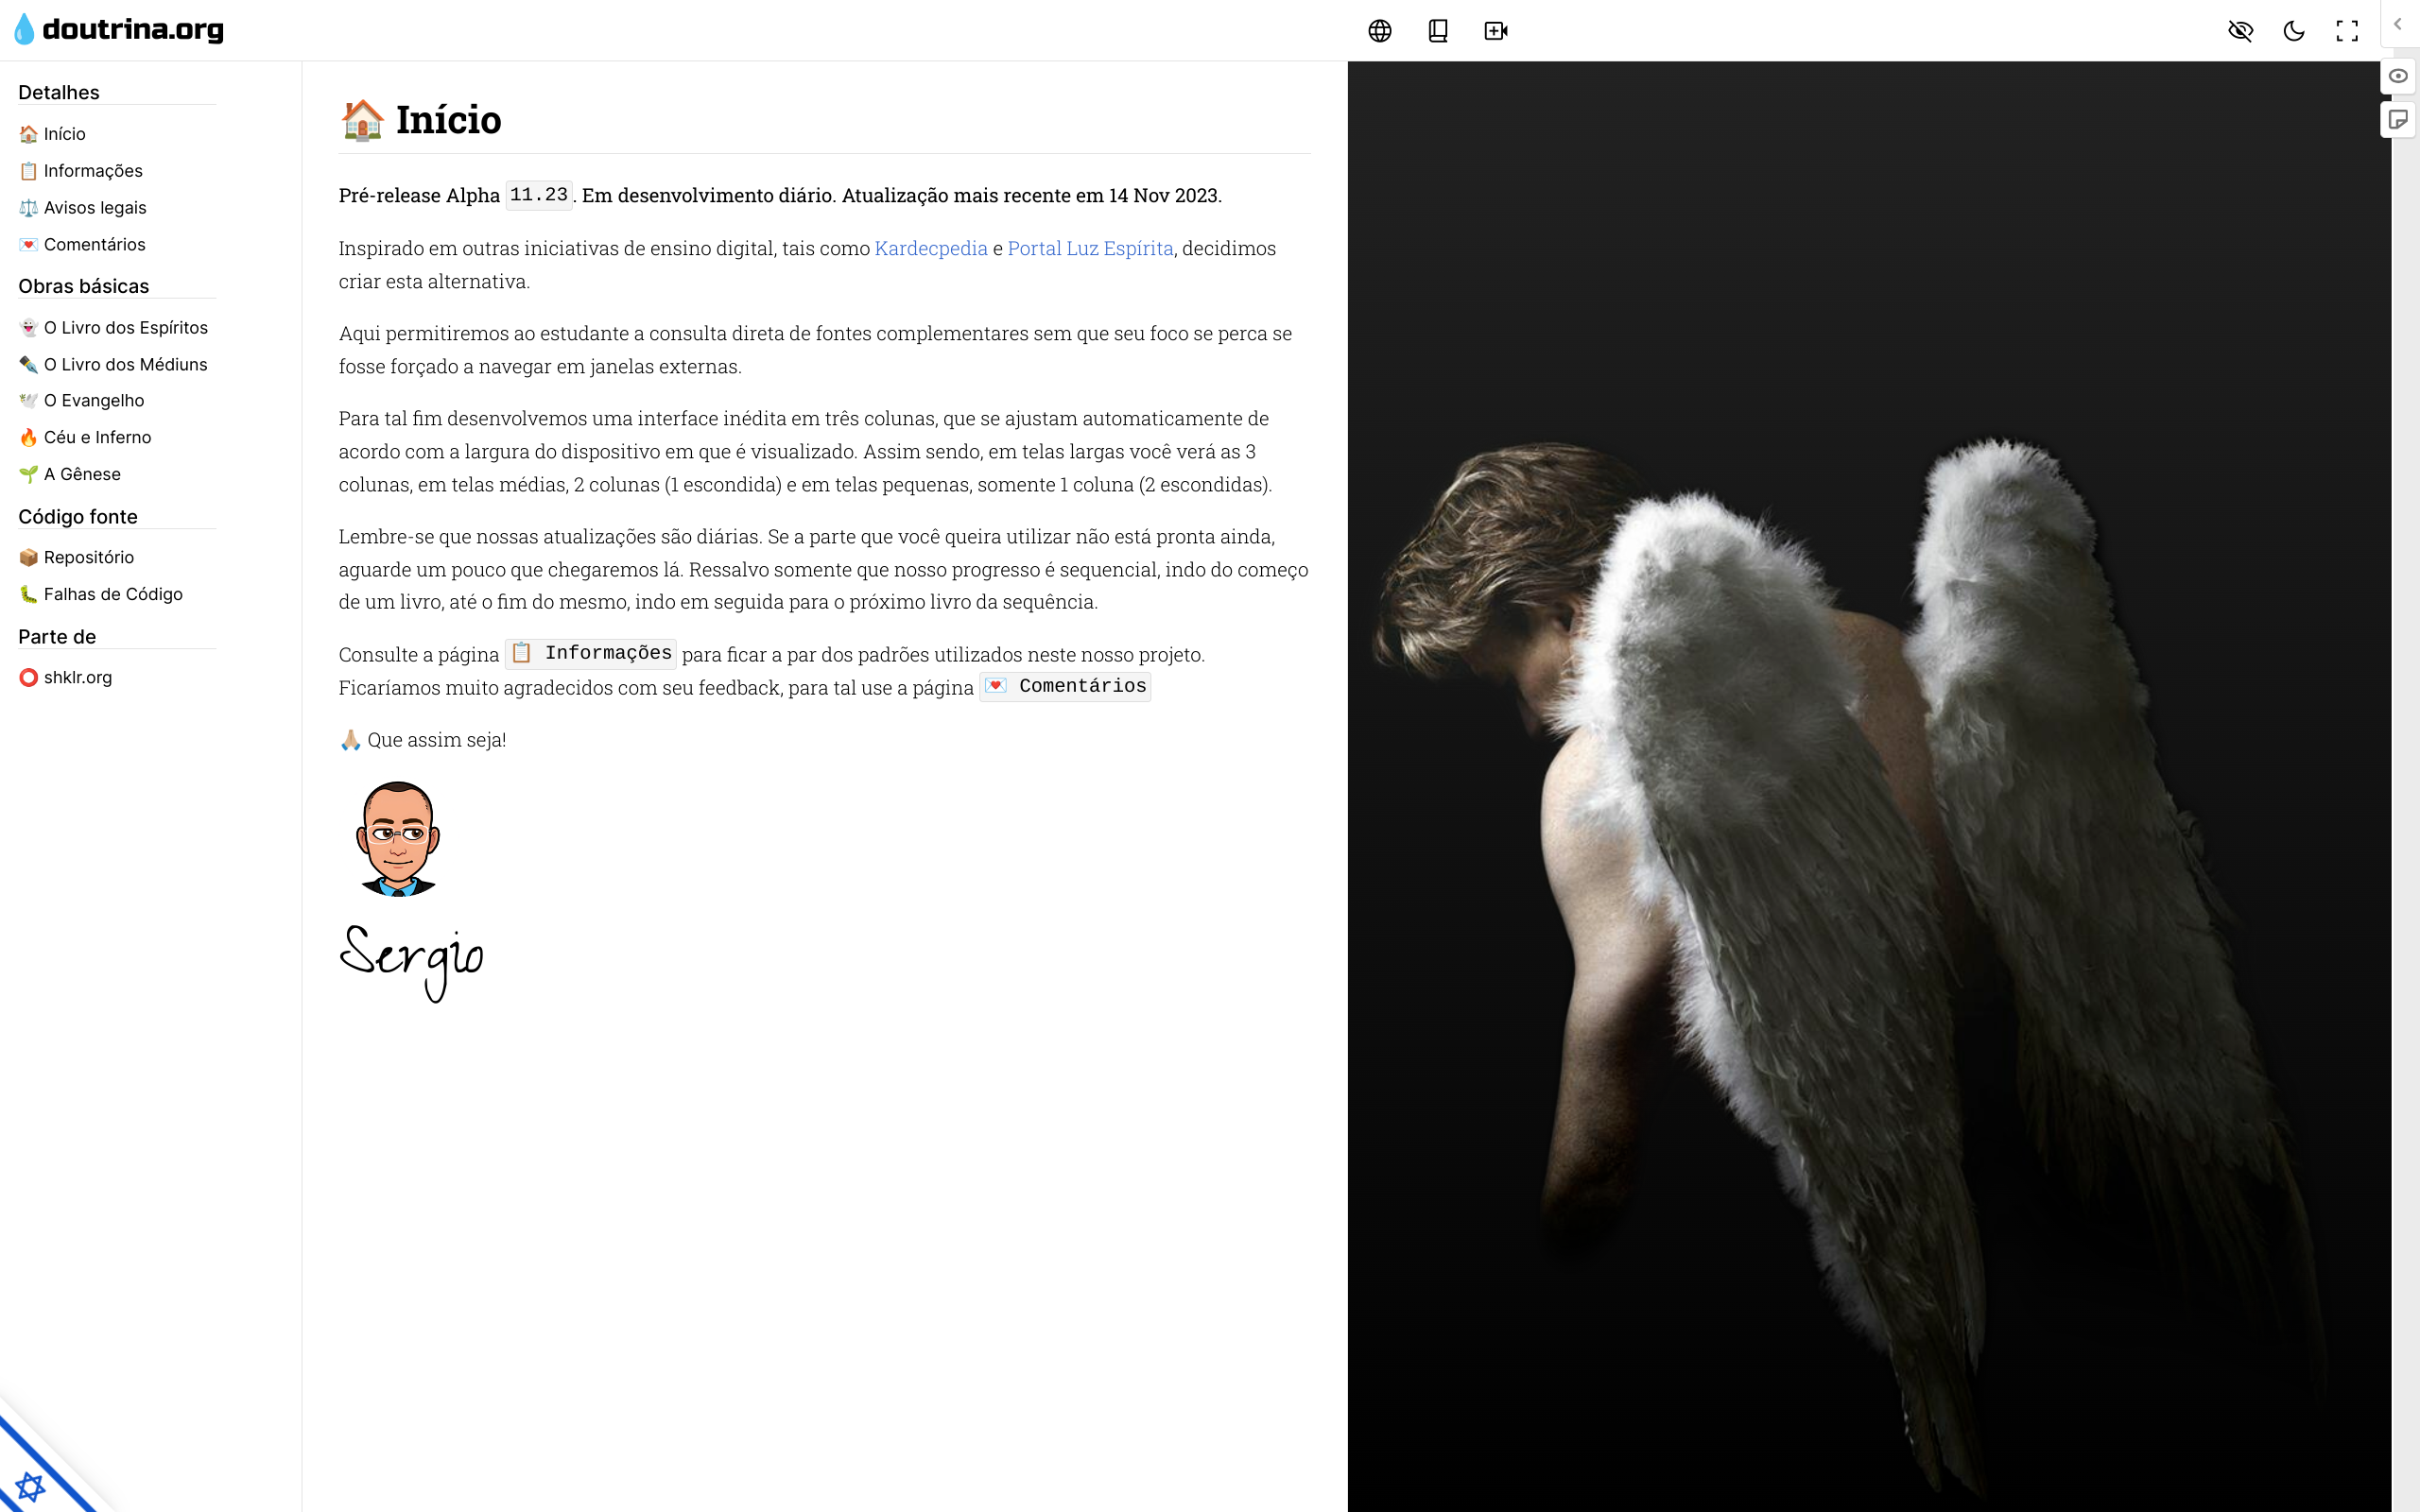 doutrina.org
Detalhes
🏠 Início
📋 Informações
⚖️ Avisos legais
💌 Comentários
Obras básicas
👻 O Livro dos Espíritos
✒️ O Livro dos Médiuns
🕊️ O Evangelho
🔥 Céu e Inferno
🌱 A Gênese
Código fonte
📦 Repositório
🐛 Falhas de Código
Parte de
⭕ shklr.org
🏠 Início
Pré-release Alpha 11.23. Em desenvolvimento diário. Atualização mais recente em 14 Nov 2023.
Inspirado em outras iniciativas de ensino digital, tais como Kardecpedia e Portal Luz Espírita, decidimos
criar esta alternativa.
Aqui permitiremos ao estudante a consulta direta de fontes complementares sem que seu foco se perca se
fosse forçado a navegar em janelas externas.
Para tal fim desenvolvemos uma interface inédita em três colunas, que se ajustam automaticamente de
acordo com a largura do dispositivo em que é visualizado. Assim sendo, em telas largas você verá as 3
colunas, em telas médias, 2 colunas (1 escondida) e em telas pequenas, somente 1 coluna (2 escondidas).
Lembre-se que nossas atualizações são diárias. Se a parte que você queira utilizar não está pronta ainda,
aguarde um pouco que chegaremos lá. Ressalvo somente que nosso progresso é sequencial, indo do começo
de um livro, até o fim do mesmo, indo em seguida para o próximo livro da sequência.
Consulte a página 📋 Informações para ficar a par dos padrões utilizados neste nosso projeto.
Ficaríamos muito agradecidos com seu feedback, para tal use a página 💌 Comentários
🙏🏼 Que assim seja!
Sergio